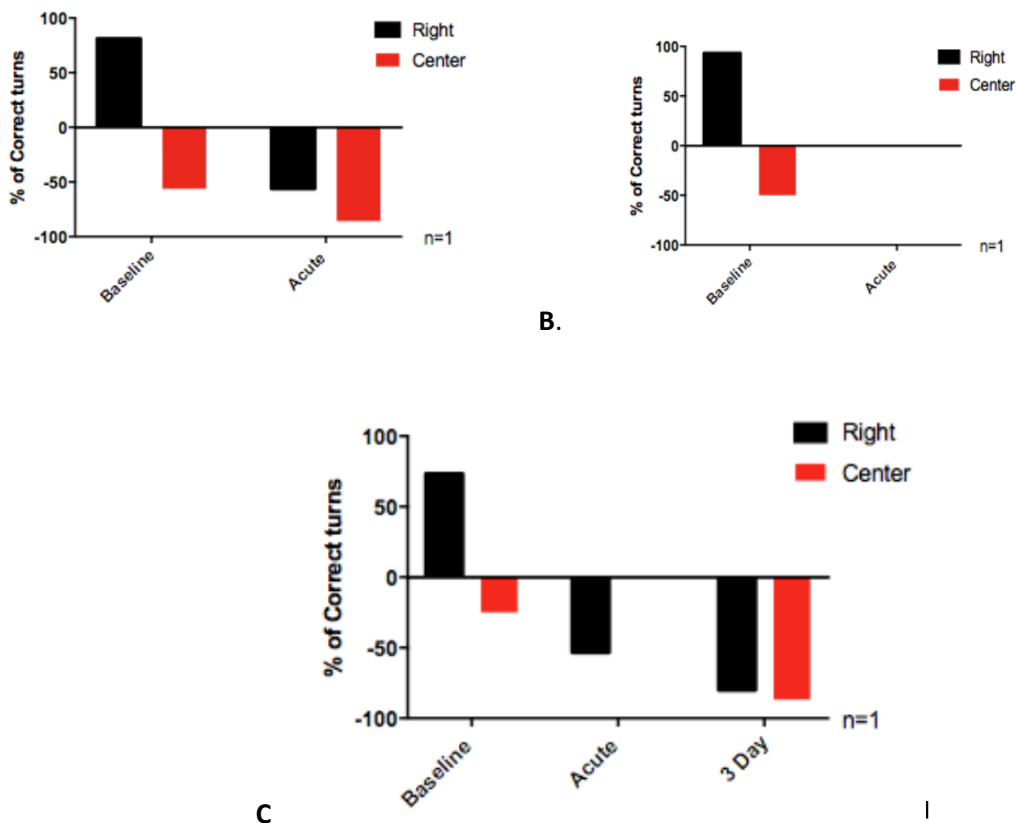 100
50
0
-50
-100
% of Correct turns
Right
Center
Baseline
Acute
n=1
100
50
0
-50
-100
% of Correct turns
Right
Center
Baseline
Acute
n=1
B.
100
50
0
-50
-100
% of Correct turns
Right
Center
Baseline
Acute
3 Day
n=1
C